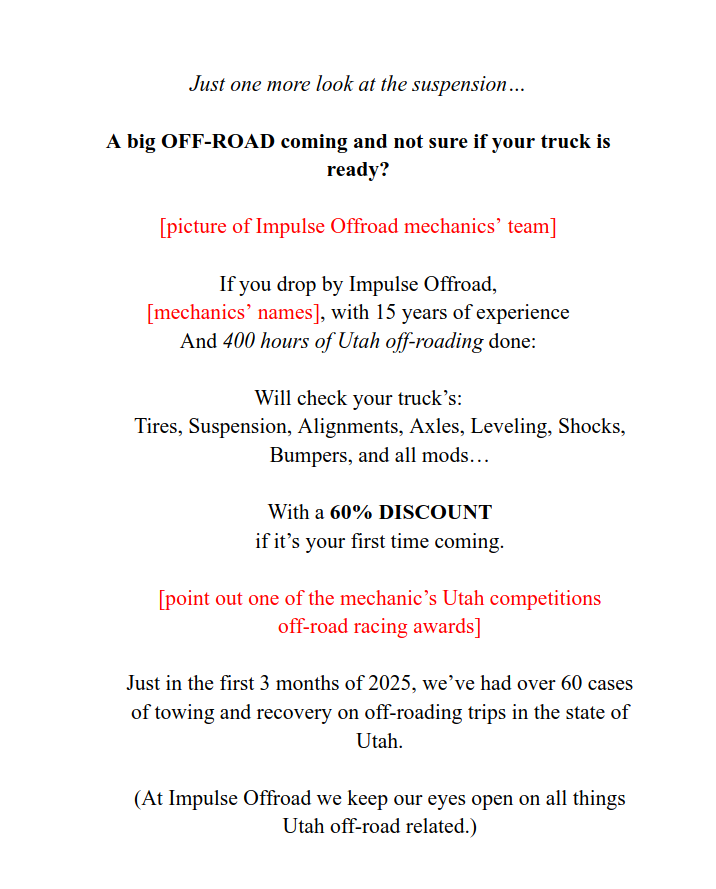 Just one more look at the suspension…
A big OFF-ROAD coming and not sure if your truck is
ready?
[picture of Impulse Offroad mechanics’ team]
If you drop by Impulse Offroad,
[mechanics’ names], with 15 years of experience
And 400 hours of Utah off-roading done:
Will check your truck’s:
Tires, Suspension, Alignments, Axles, Leveling, Shocks,
Bumpers, and all mods…
With a 60% DISCOUNT
if it’s your first time coming.
[point out one of the mechanic’s Utah competitions
off-road racing awards]
Just in the first 3 months of 2025, we’ve had over 60 cases
of towing and recovery on off-roading trips in the state of
Utah.
(At Impulse Offroad we keep our eyes open on all things
Utah off-road related.)